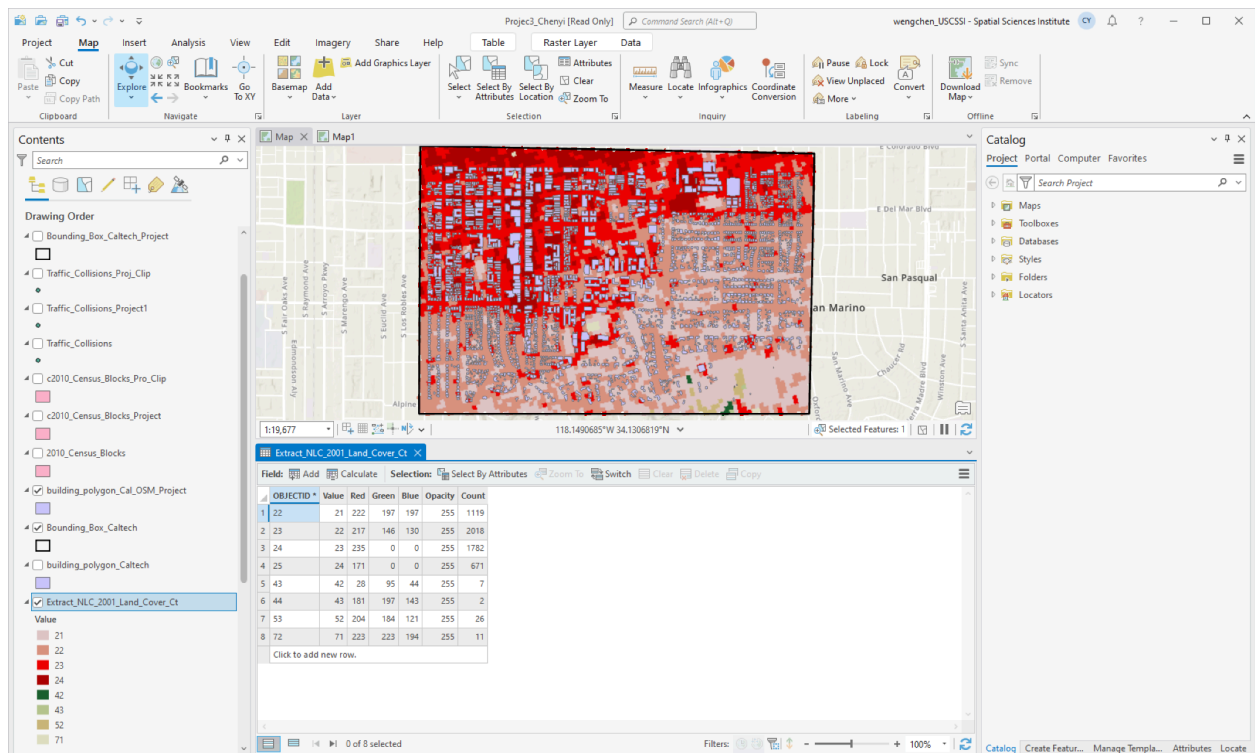 Projec3_Chenyi [Read Only]
Command Search (Alt+Q)
wengchen_USCSSI - Spatial Sciences Institute
CY
?
Project Map Insert Analysis View Edit Imagery Share Help Table Raster Layer Data
Paste
Cut
Copy
Copy Path
Clipboard
Explore
Bookmarks
Go To XY
Navigate
Basemap
Add Data
Add Graphics Layer
Layer
Select
Select By Attributes
Select By Location
Attributes
Clear
Zoom To
Selection
Measure
Locate
Infographics
Coordinate Conversion
Inquiry
Pause
Lock
View Unplaced
More
Convert
Labeling
Download Map
Sync
Remove
Offline
Contents
Search
Drawing Order
Bounding_Box_Caltech_Project
Traffic_Collisions_Proj_Clip
Traffic_Collisions_Project1
Traffic_Collisions
c2010_Census_Blocks_Pro_Clip
c2010_Census_Blocks_Project
2010_Census_Blocks
building_polygon_Cal_OSM_Project
Bounding_Box_Caltech
building_polygon_Caltech
Extract_NLC_2001_Land_Cover_Ct
Value
21
22
23
24
42
43
52
71
Map
Map1
E Colorado Blvd
E Del Mar Blvd
San Pasqual
an Marino
S Fair Oaks Ave
S Raymond Ave
S Arroyo Pkwy
S Marengo Ave
S Euclid Ave
S Los Robles Ave
Edmondson Aly
Alpine
S Santa Anita Ave
San Marino Ave
Chaucer Rd
Sierra Madre Blvd
Winston Ave
Oxford
1:19,677
118.1490685°W 34.1306819°N
Selected Features: 1
Extract_NLC_2001_Land_Cover_Ct
Field: Add Calculate Selection: Select By Attributes Zoom To Switch Clear Delete Copy
OBJECTID * Value Red Green Blue Opacity Count
1 22 21 222 197 197 255 1119
2 23 22 217 146 130 255 2018
3 24 23 235 0 0 255 1782
4 25 24 171 0 0 255 671
5 43 42 28 95 44 255 7
6 44 43 181 197 143 255 2
7 53 52 204 184 121 255 26
8 72 71 223 223 194 255 11
Click to add new row.
0 of 8 selected
Filters:
100%
Catalog
Project Portal Computer Favorites
Search Project
Maps
Toolboxes
Databases
Styles
Folders
Locators
Catalog Create Featur... Manage Templa... Attributes Locate